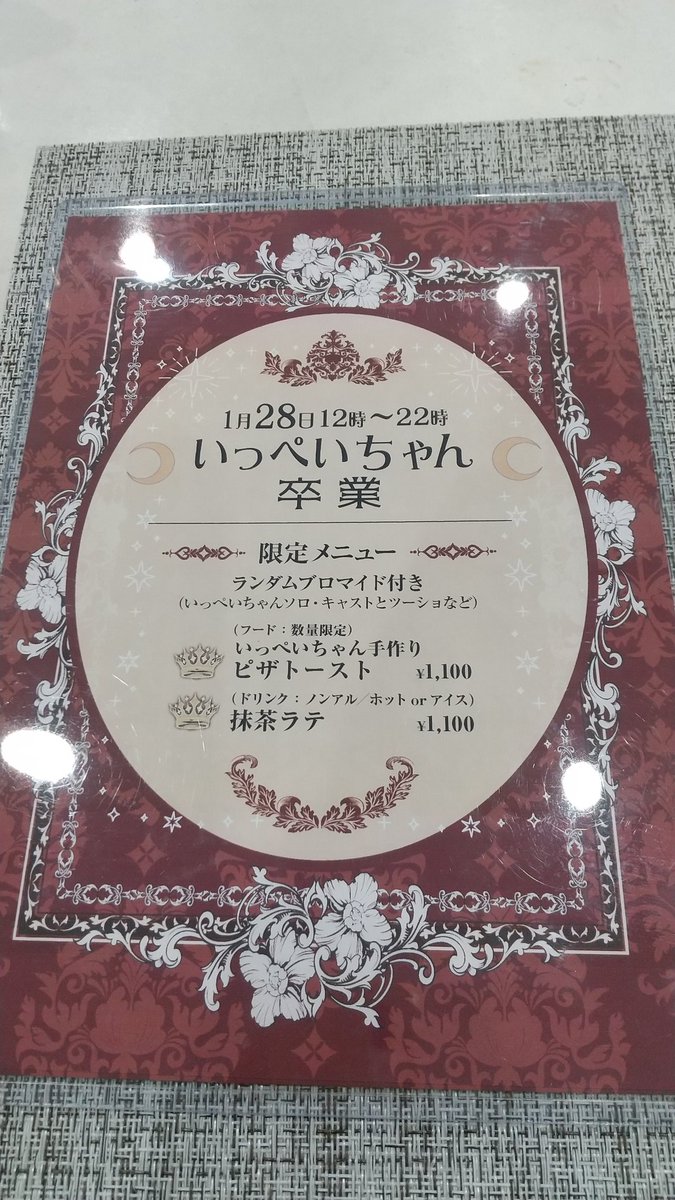 1月28日12時～22時
いっぺいちゃん
卒業
限定メニュー
ランダムブロマイド付き
(いっぺいちゃんソロ・キャストとツーショなど)
(フード：数量限定)
いっぺいちゃん手作り
ピザトースト ¥1,100
(ドリンク：ノンアル／ホット or アイス)
抹茶ラテ ¥1,100